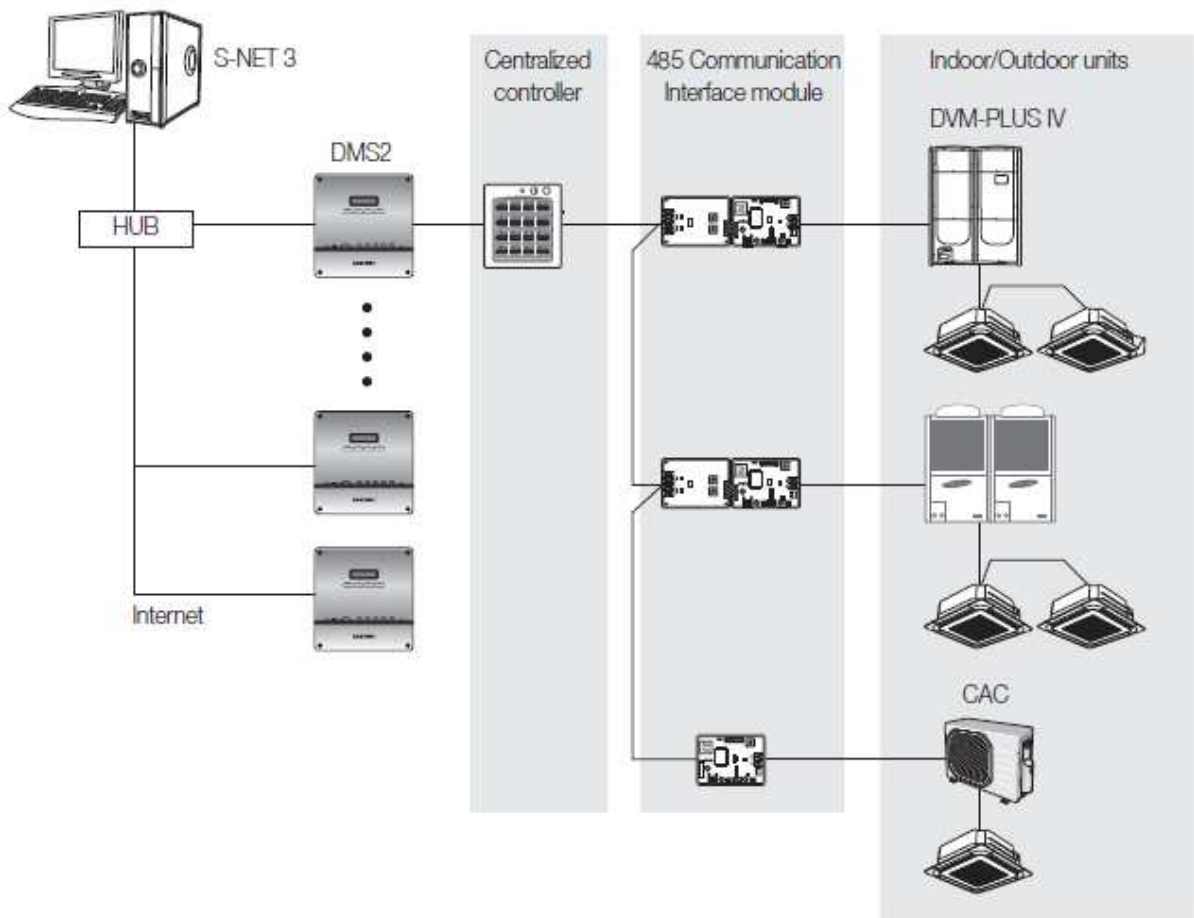 S-NET 3
Centralized
controller
485 Communication
Interface module
Indoor/Outdoor units
DVM-PLUS IV
DMS2
HUB
Internet
CAC